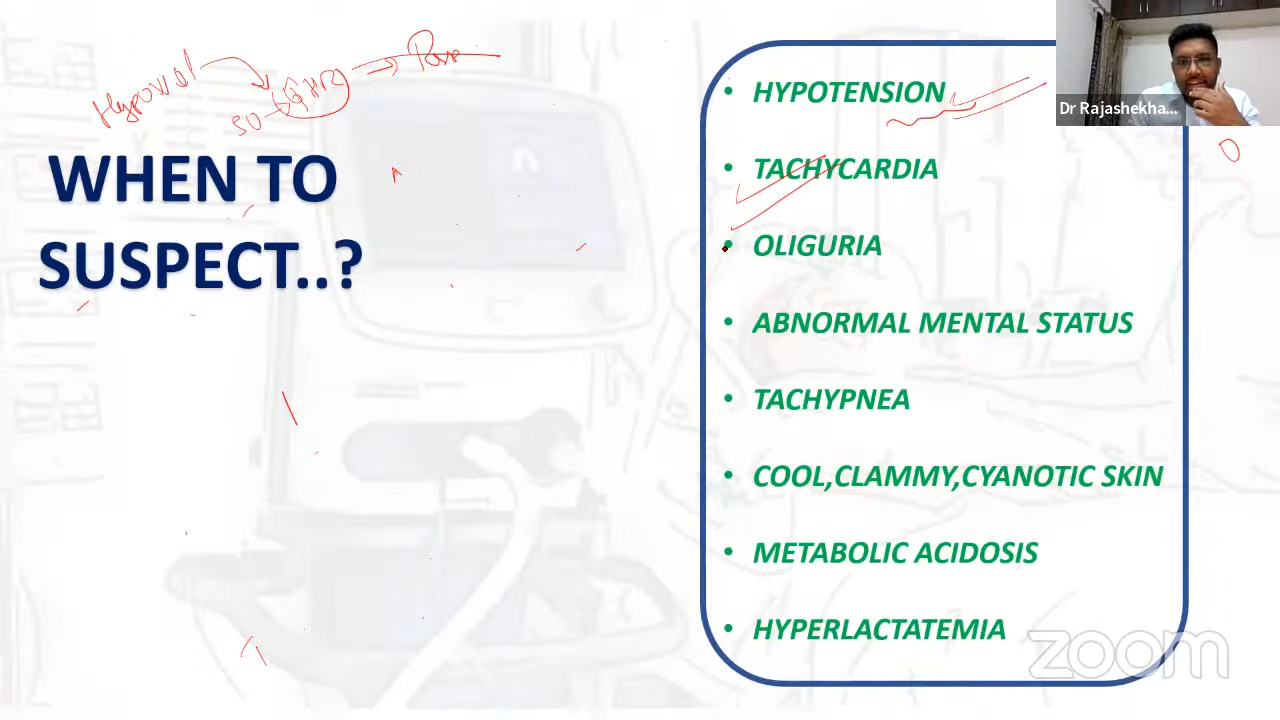 WHEN TO
SUSPECT..?
• HYPOTENSION
• TACHYCARDIA
• OLIGURIA
• ABNORMAL MENTAL STATUS
• TACHYPNEA
• COOL,CLAMMY,CYANOTIC SKIN
• METABOLIC ACIDOSIS
• HYPERLACTATEMIA
Dr Rajashekha...
zoom